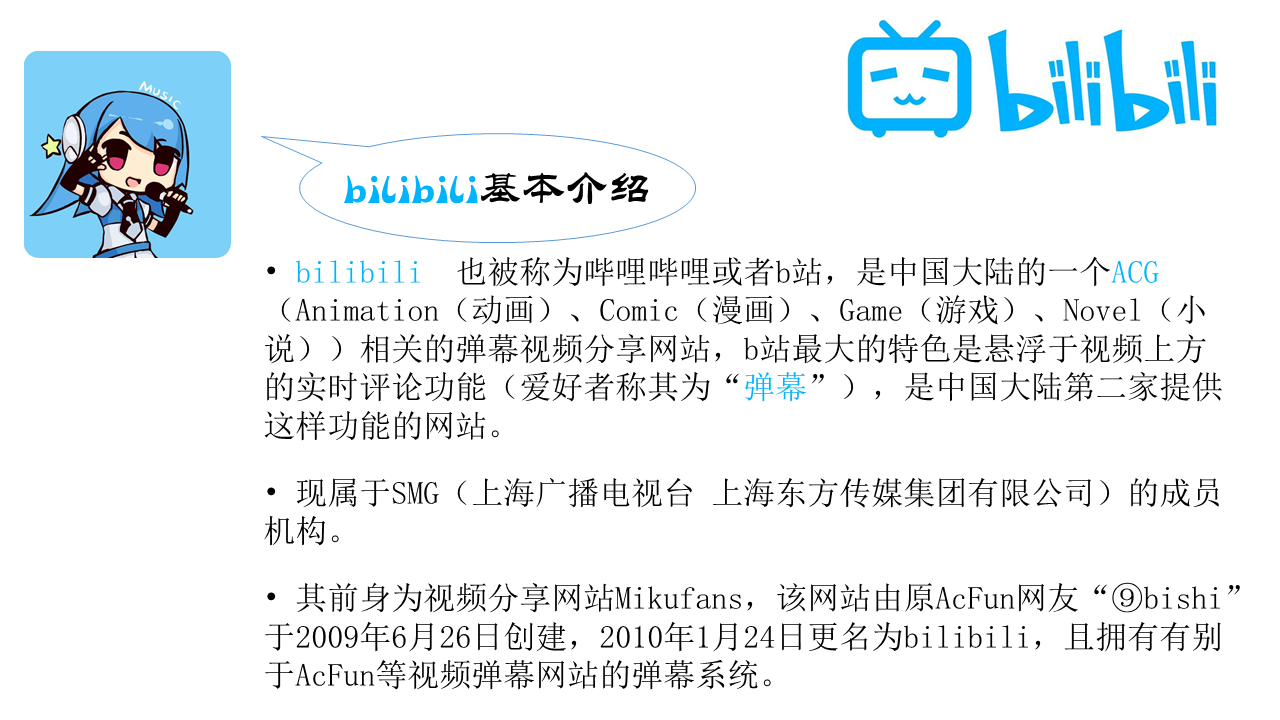 bilibili
MUSIC
bilibili基本介绍
• bilibili 也被称为哔哩哔哩或者b站，是中国大陆的一个ACG
（Animation（动画）、Comic（漫画）、Game（游戏）、Novel（小
说））相关的弹幕视频分享网站，b站最大的特色是悬浮于视频上方
的实时评论功能（爱好者称其为“弹幕”），是中国大陆第二家提供
这样功能的网站。
• 现属于SMG（上海广播电视台 上海东方传媒集团有限公司）的成员
机构。
• 其前身为视频分享网站Mikufans，该网站由原AcFun网友“⑨bishi”
于2009年6月26日创建，2010年1月24日更名为bilibili，且拥有有别
于AcFun等视频弹幕网站的弹幕系统。